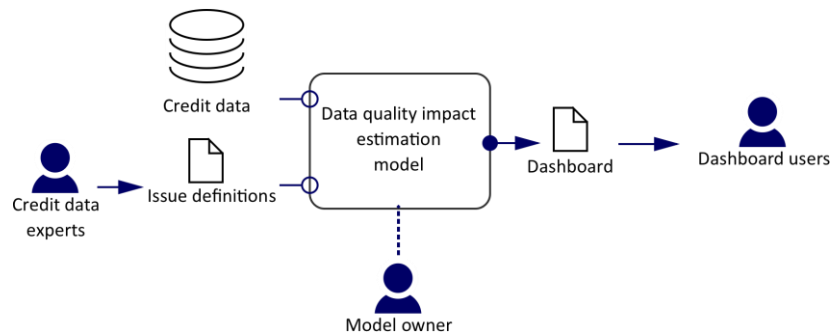 Credit data
Data quality impact
estimation
model
Credit data
experts
Issue definitions
Dashboard
Dashboard users
Model owner